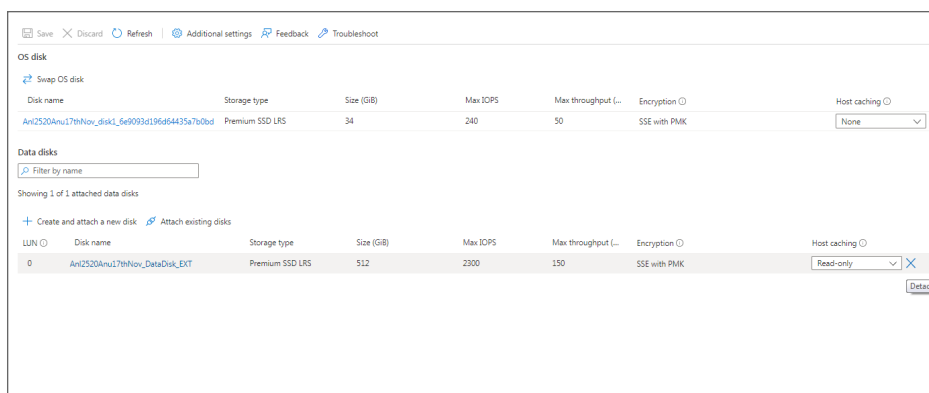 Save Discard Refresh Additional settings Feedback Troubleshoot
OS disk
Swap OS disk
Disk name Storage type Size (GiB) Max IOPS Max throughput (... Encryption Host caching
Anl2520Anu17thNov_disk1_6e9093d196d64435a7b0bd Premium SSD LRS 34 240 50 SSE with PMK None
Data disks
Filter by name
Showing 1 of 1 attached data disks
Create and attach a new disk Attach existing disks
LUN Disk name Storage type Size (GiB) Max IOPS Max throughput (... Encryption Host caching
0 Anl2520Anu17thNov_DataDisk_EXT Premium SSD LRS 512 2300 150 SSE with PMK Read-only
Detac